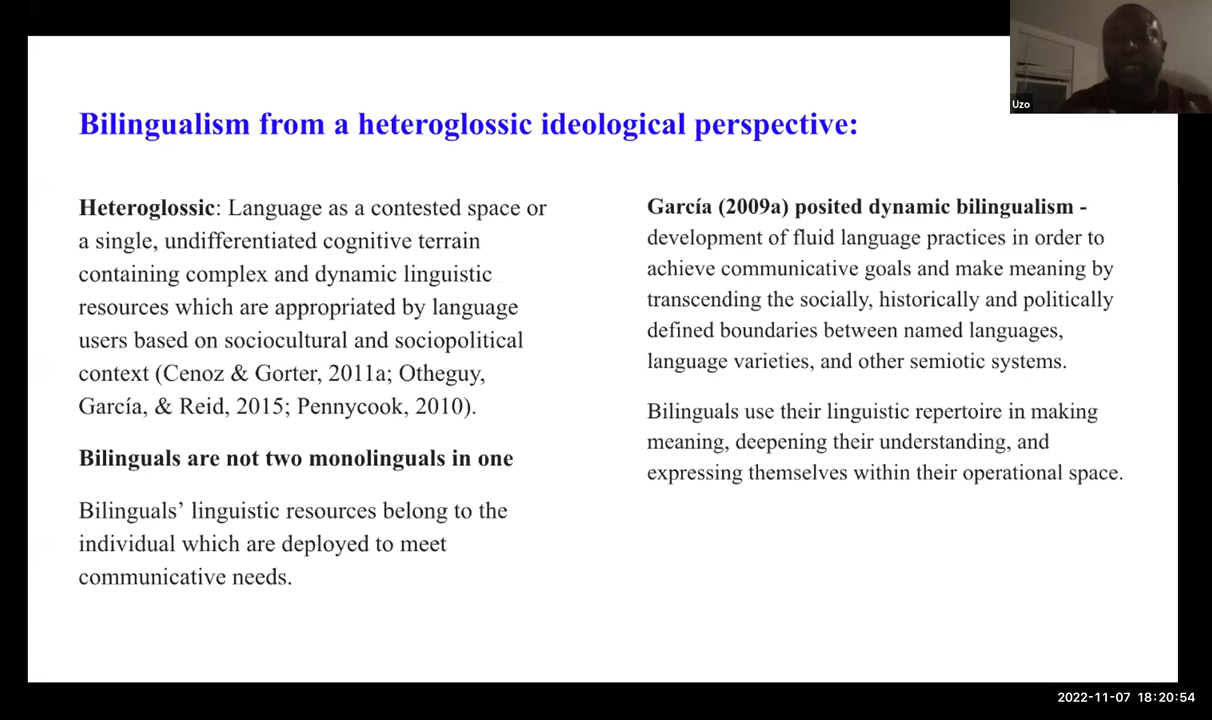 Uzo
Bilingualism from a heteroglossic ideological perspective:
Heteroglossic: Language as a contested space or
a single, undifferentiated cognitive terrain
containing complex and dynamic linguistic
resources which are appropriated by language
users based on sociocultural and sociopolitical
context (Cenoz & Gorter, 2011a; Otheguy,
García, & Reid, 2015; Pennycook, 2010).
Bilinguals are not two monolinguals in one
Bilinguals’ linguistic resources belong to the
individual which are deployed to meet
communicative needs.
García (2009a) posited dynamic bilingualism -
development of fluid language practices in order to
achieve communicative goals and make meaning by
transcending the socially, historically and politically
defined boundaries between named languages,
language varieties, and other semiotic systems.
Bilinguals use their linguistic repertoire in making
meaning, deepening their understanding, and
expressing themselves within their operational space.
2022-11-07 18:20:54